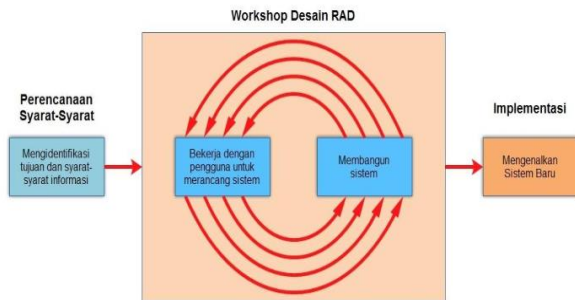 Workshop Desain RAD
Perencanaan
Syarat-Syarat
Mengidentifikasi
tujuan dan syarat-
syarat informasi
Bekerja dengan
pengguna untuk
merancang sistem
Membangun
sistem
Implementasi
Mengenalkan
Sistem Baru